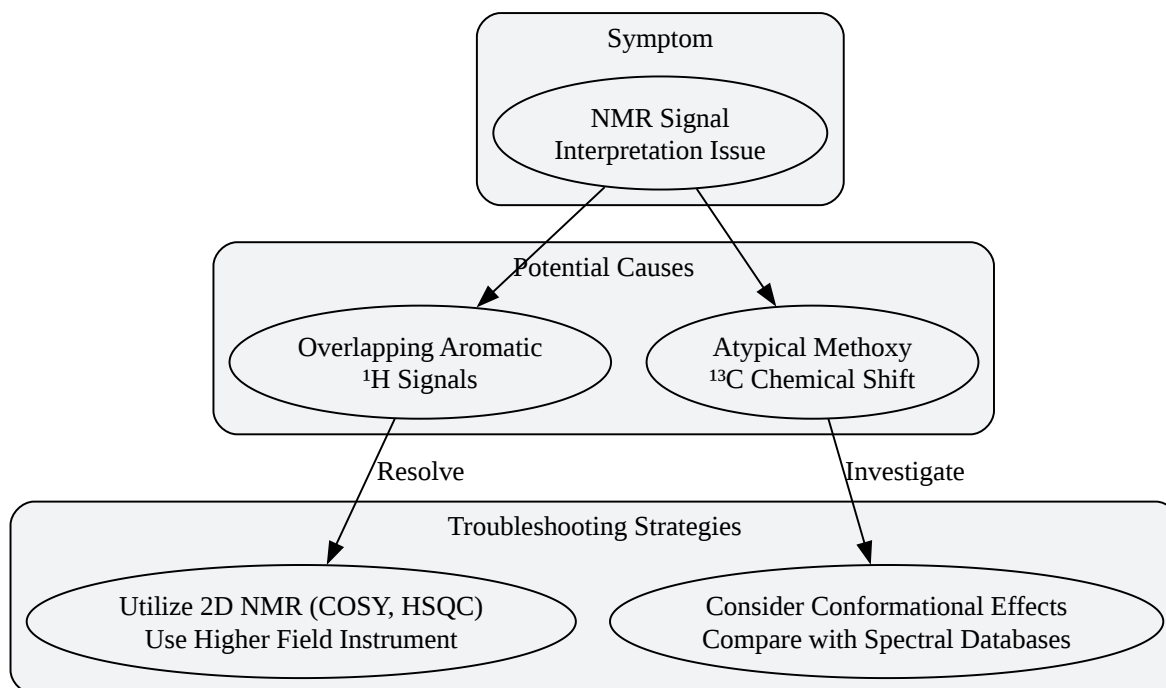 Symptom
NMR Signal
Interpretation Issue
Potential Causes
Overlapping Aromatic
¹H Signals
Atypical Methoxy
¹³C Chemical Shift
Resolve
Investigate
Troubleshooting Strategies
Utilize 2D NMR (COSY, HSQC)
Use Higher Field Instrument
Consider Conformational Effects
Compare with Spectral Databases